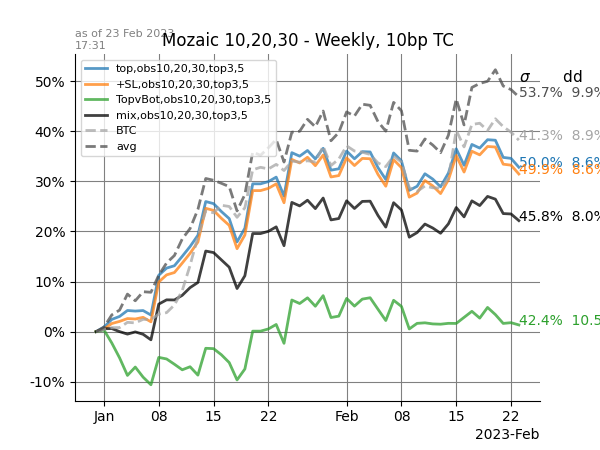 as of 23 Feb 2023
17:31
Mozaic 10,20,30 - Weekly, 10bp TC
top,obs10,20,30,top3,5
+SL,obs10,20,30,top3,5
TopvBot,obs10,20,30,top3,5
mix,obs10,20,30,top3,5
BTC
avg
σ dd
53.7% 9.9%
41.3% 8.9%
50.0% 8.6%
49.9% 8.6%
45.8% 8.0%
42.4% 10.5
50%
40%
30%
20%
10%
0%
-10%
Jan 08 15 22 Feb 08 15 22
2023-Feb